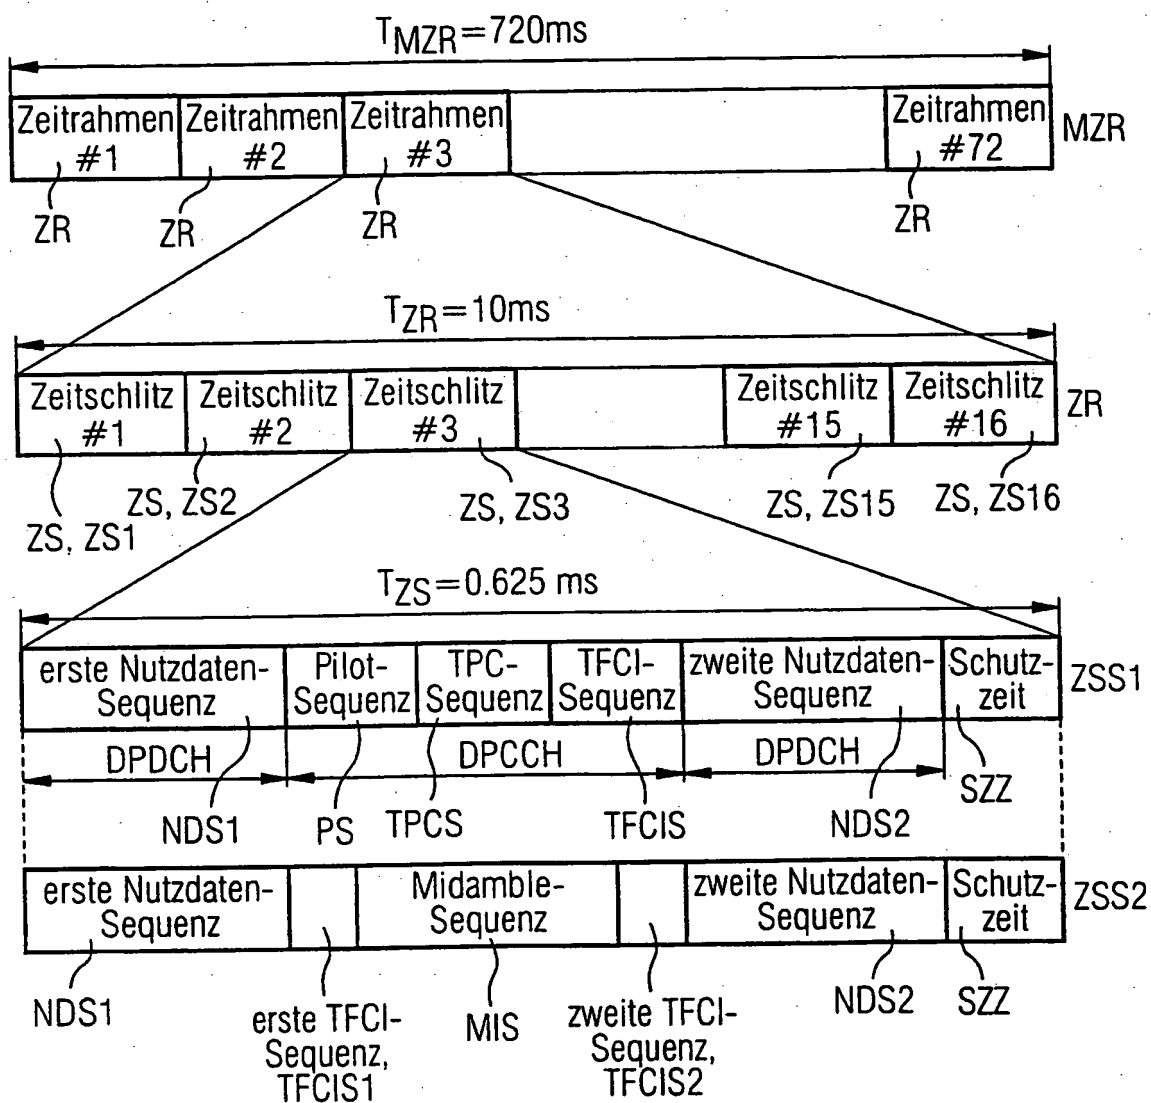 TMZR=720ms
Zeitrahmen Zeitrahmen Zeitrahmen Zeitrahmen MZR
#1 #2 #3 #72
ZR ZR ZR ZR
TZR=10ms
Zeitschlitz Zeitschlitz Zeitschlitz Zeitschlitz Zeitschlitz ZR
#1 #2 #3 #15 #16
ZS, ZS1 ZS, ZS2 ZS, ZS3 ZS, ZS15 ZS, ZS16
TZS=0.625 ms
erste Nutzdaten- Pilot- TPC- TFCI- zweite Nutzdaten- Schutz- ZSS1
Sequenz Sequenz Sequenz Sequenz Sequenz zeit
DPDCH DPCCH DPDCH
NDS1 PS TPCS TFCIS NDS2 SZZ
erste Nutzdaten- Midamble- zweite Nutzdaten- Schutz- ZSS2
Sequenz Sequenz Sequenz zeit
NDS1 erste TFCI- MIS zweite TFCI- NDS2 SZZ
Sequenz, Sequenz,
TFCIS1 TFCIS2